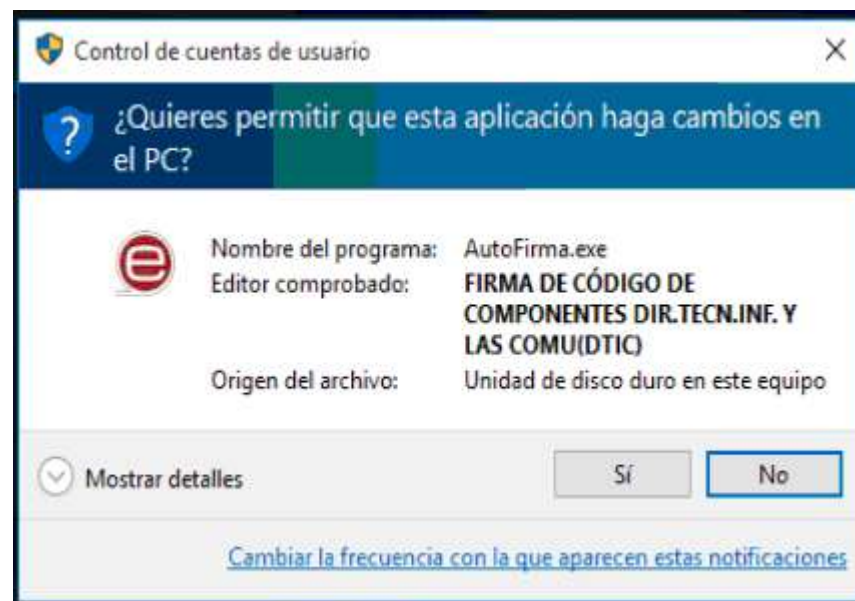 Control de cuentas de usuario
¿Quieres permitir que esta aplicación haga cambios en
el PC?
Nombre del programa: AutoFirma.exe
Editor comprobado: FIRMA DE CÓDIGO DE
COMPONENTES DIR.TECN.INF. Y
LAS COMU(DTIC)
Origen del archivo: Unidad de disco duro en este equipo
Mostrar detalles
Sí
No
Cambiar la frecuencia con la que aparecen estas notificaciones